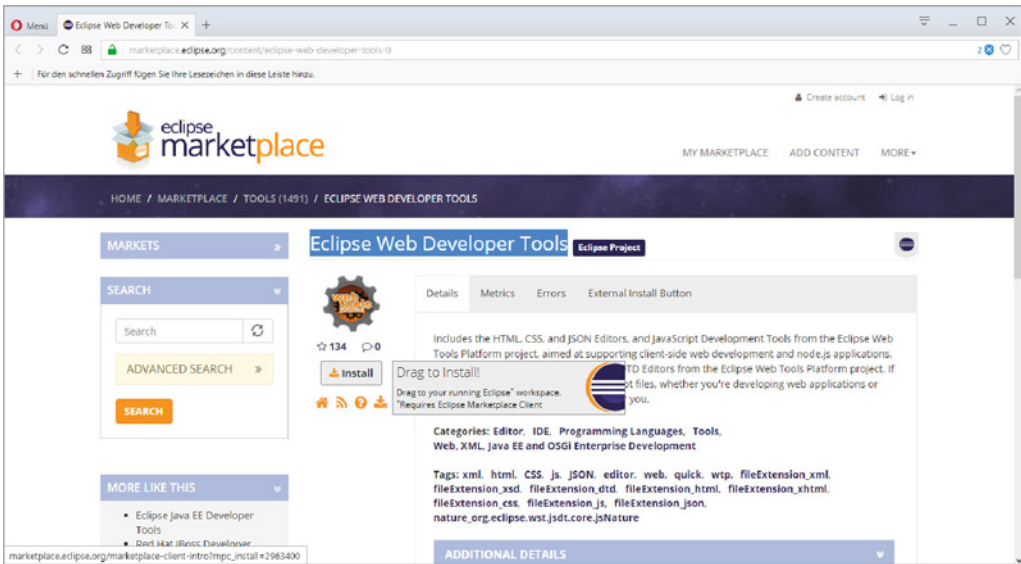 Menü
Eclipse Web Developer To
marketplace.eclipse.org/content/eclipse-web-developer-tools-0
2
Für den schnellen Zugriff fügen Sie Ihre Lesezeichen in diese Leiste hinzu.
Create account Log in
eclipse
marketplace
MY MARKETPLACE ADD CONTENT MORE
HOME / MARKETPLACE / TOOLS (1491) / ECLIPSE WEB DEVELOPER TOOLS
MARKETS
Eclipse Web Developer Tools Eclipse Project
SEARCH
Search
ADVANCED SEARCH
SEARCH
web
tools
134 0
Install
Details Metrics Errors External Install Button
Includes the HTML, CSS, and JSON Editors, and JavaScript Development Tools from the Eclipse Web
Tools Platform project, aimed at supporting client-side web development and node.js applications.
TD Editors from the Eclipse Web Tools Platform project. If
pt files, whether you're developing web applications or
you.
Drag to Install!
Drag to your running Eclipse* workspace.
*Requires Eclipse Marketplace Client
Categories: Editor, IDE, Programming Languages, Tools,
Web, XML, Java EE and OSGi Enterprise Development
Tags: xml, html, CSS, js, JSON, editor, web, quick, wtp, fileExtension_xml,
fileExtension_xsd, fileExtension_dtd, fileExtension_html, fileExtension_xhtml,
fileExtension_css, fileExtension_js, fileExtension_json,
nature_org.eclipse.wst.jsdt.core.jsNature
MORE LIKE THIS
Eclipse Java EE Developer
Tools
Red Hat JBoss Developer
ADDITIONAL DETAILS
marketplace.eclipse.org/marketplace-client-intro?mpc_install=2963400